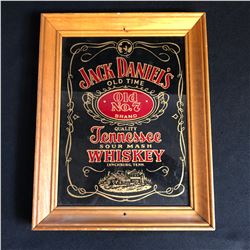 JACK DANIEL'S
OLD TIME
Old
No.7
BRAND
QUALITY
Tennessee
SOUR MASH
WHISKEY
LYNCHBURG, TENN.